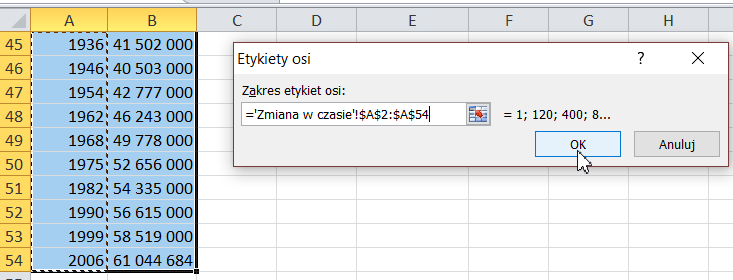 A B C D E F G H
45 1936 41 502 000
46 1946 40 503 000
47 1954 42 777 000
48 1962 46 243 000
49 1968 49 778 000
50 1975 52 656 000
51 1982 54 335 000
52 1990 56 615 000
53 1999 58 519 000
54 2006 61 044 684
Etykiety osi ?
Zakres etykiet osi:
='Zmiana w czasie'!$A$2:$A$54 = 1; 120; 400; 8...
OK Anuluj